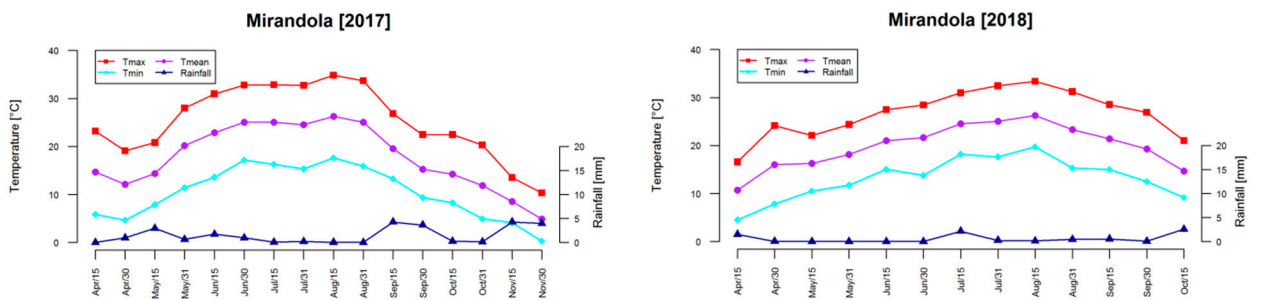 Mirandola [2017]
Temperature [°C]
40
30
20
10
0
Tmax
Tmean
Tmin
Rainfall
20
15
10
5
0
Rainfall [mm]
Apr/15
Apr/30
May/15
May/31
Jun/15
Jun/30
Jul/15
Jul/31
Aug/15
Aug/31
Sep/15
Sep/30
Oct/15
Oct/31
Nov/15
Nov/30
Mirandola [2018]
Temperature [°C]
40
30
20
10
0
Tmax
Tmean
Tmin
Rainfall
20
15
10
5
0
Rainfall [mm]
Apr/15
Apr/30
May/15
May/31
Jun/15
Jun/30
Jul/15
Jul/31
Aug/15
Aug/31
Sep/15
Sep/30
Oct/15